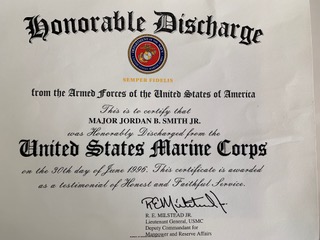 Honorable Discharge
SEMPER FIDELIS
from the Armed Forces of the United States of America
This is to certify that
MAJOR JORDAN B. SMITH JR.
was Honorably Discharged from the
United States Marine Corps
on the 30th day of June 1996. This certificate is awarded
as a testimonial of Honest and Faithful Service.
R. E. MILSTEAD JR.
Lieutenant General, USMC
Deputy Commandant for
Manpower and Reserve Affairs